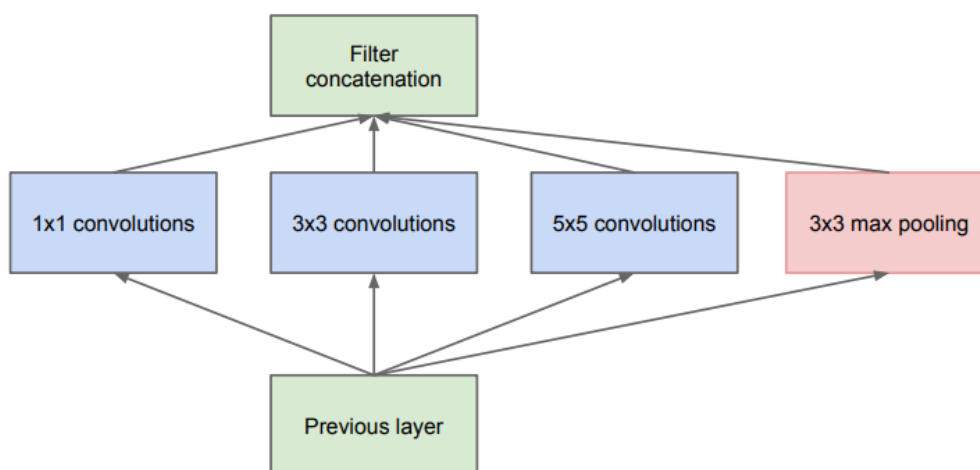 Filter
concatenation
1x1 convolutions
3x3 convolutions
5x5 convolutions
3x3 max pooling
Previous layer